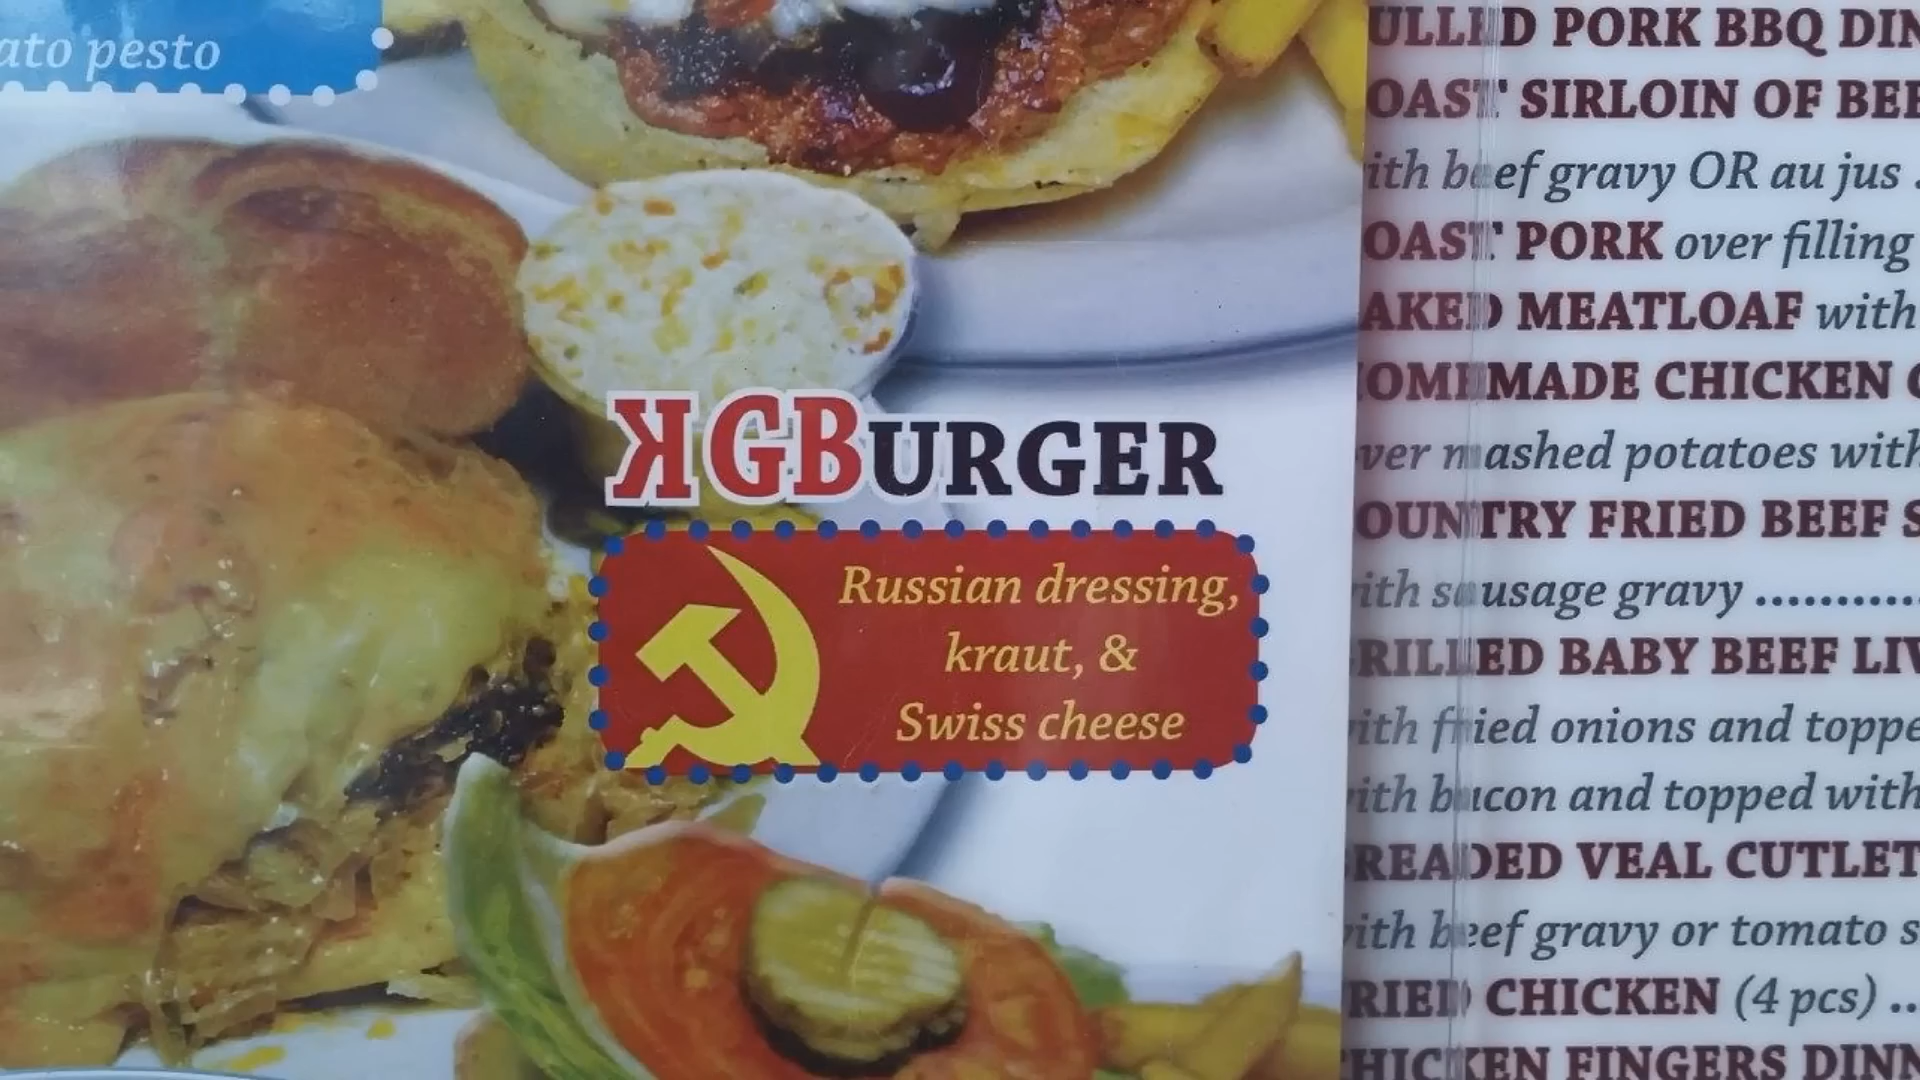 ato pesto
KGBURGER
Russian dressing,
kraut, &
Swiss cheese
ULLED PORK BBQ DIN
OAST SIRLOIN OF BEE
ith beef gravy OR au jus .
OAST PORK over filling
AKED MEATLOAF with
OMEMADE CHICKEN
ver mashed potatoes with
OUNTRY FRIED BEEF S
ith sausage gravy ..........
RILLED BABY BEEF LIV
ith fried onions and toppe
ith bacon and topped with
READED VEAL CUTLET
ith beef gravy or tomato s
RIED CHICKEN (4 pcs) ..
HICKEN FINGERS DINN